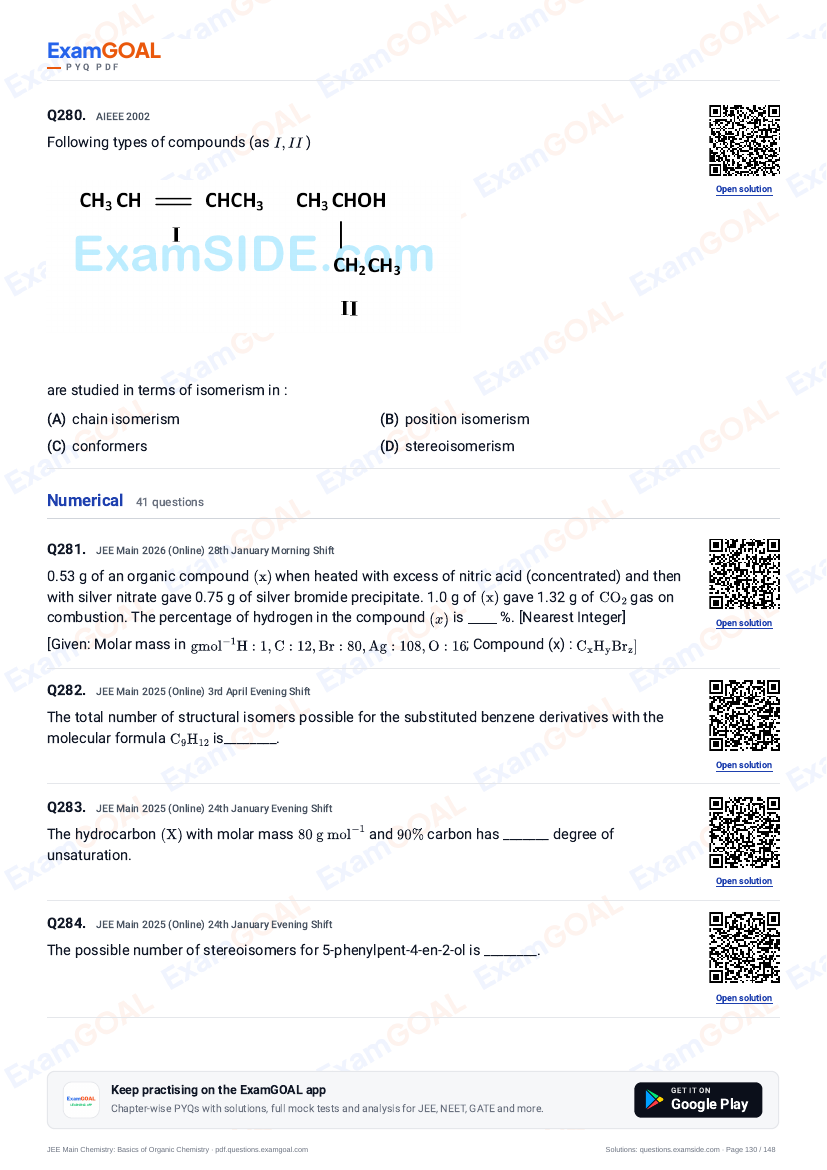 ExamGOAL
PYQ PDF
Q280. AIEEE 2002
Following types of compounds (as I, II)
Open solution
CH₃ CH ═ CHCH₃ CH₃ CHOH
I
|
CH₂CH₃
II
ExamSIDE.com
are studied in terms of isomerism in :
(A) chain isomerism (B) position isomerism
(C) conformers (D) stereoisomerism
Numerical 41 questions
Q281. JEE Main 2026 (Online) 28th January Morning Shift
0.53 g of an organic compound (x) when heated with excess of nitric acid (concentrated) and then
with silver nitrate gave 0.75 g of silver bromide precipitate. 1.0 g of (x) gave 1.32 g of CO₂ gas on
combustion. The percentage of hydrogen in the compound (x) is ____ %. [Nearest Integer]
[Given: Molar mass in gmol⁻¹H : 1, C : 12, Br : 80, Ag : 108, O : 16; Compound (x) : CₓHᵧBr_z]
Open solution
Q282. JEE Main 2025 (Online) 3rd April Evening Shift
The total number of structural isomers possible for the substituted benzene derivatives with the
molecular formula C₉H₁₂ is________.
Open solution
Q283. JEE Main 2025 (Online) 24th January Evening Shift
The hydrocarbon (X) with molar mass 80 g mol⁻¹ and 90% carbon has _______ degree of
unsaturation.
Open solution
Q284. JEE Main 2025 (Online) 24th January Evening Shift
The possible number of stereoisomers for 5-phenylpent-4-en-2-ol is ________.
Open solution
Keep practising on the ExamGOAL app
Chapter-wise PYQs with solutions, full mock tests and analysis for JEE, NEET, GATE and more.
GET IT ON
Google Play
JEE Main Chemistry: Basics of Organic Chemistry · pdf.questions.examgoal.com
Solutions: questions.examside.com · Page 130 / 148